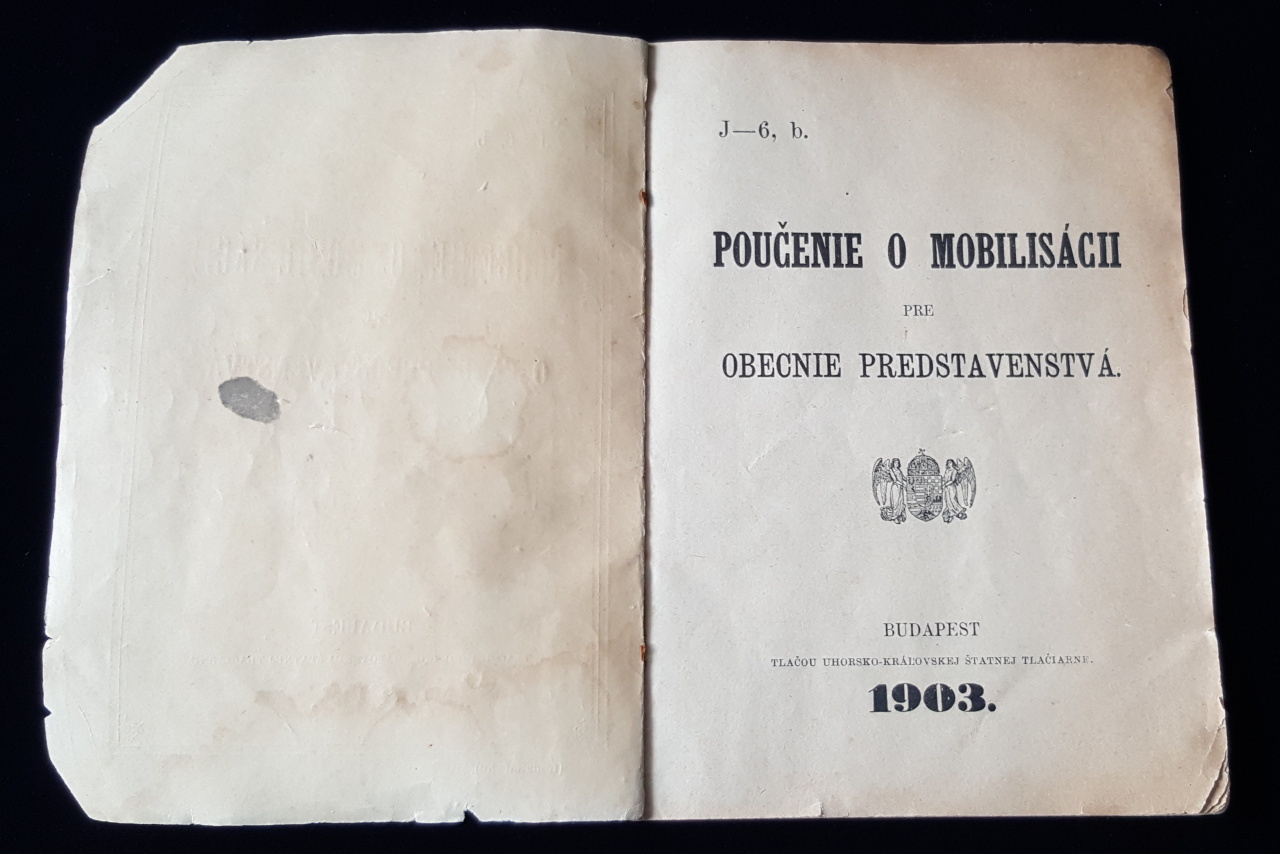 J—6, b.
POUČENIE O MOBILISÁCII
PRE
OBECNIE PREDSTAVENSTVÁ.
BUDAPEST
TLAČOU UHORSKO-KRÁĽOVSKEJ ŠTATNEJ TLAČIARNE.
1903.